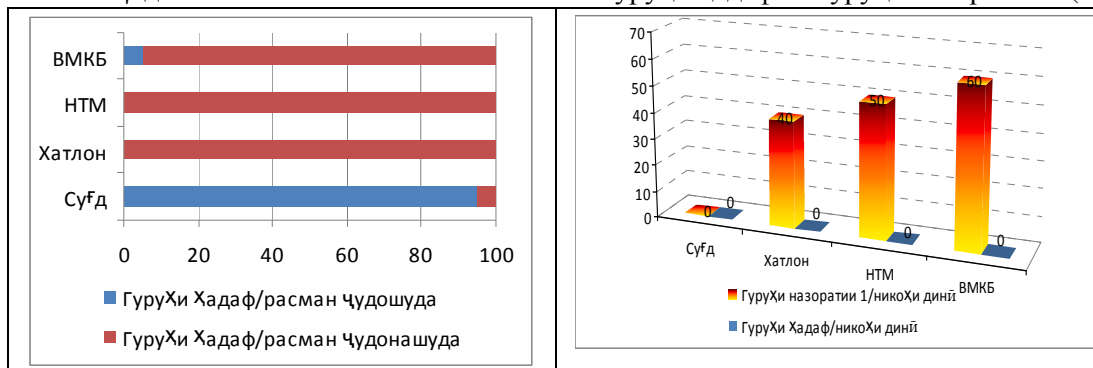 ВМКБ
НТМ
Хатлон
Суғд
0 20 40 60 80 100
Гуруҳи Ҳадаф/расман ҷудошуда
Гуруҳи Ҳадаф/расман ҷудонашуда
70
60
50
40
30
20
10
0
0 0
40 0
50 0
60 0
Суғд
Хатлон
НТМ
ВМКБ
Гуруҳи назоратии 1/никоҳи динӣ
Гуруҳи Ҳадаф/никоҳи динӣ